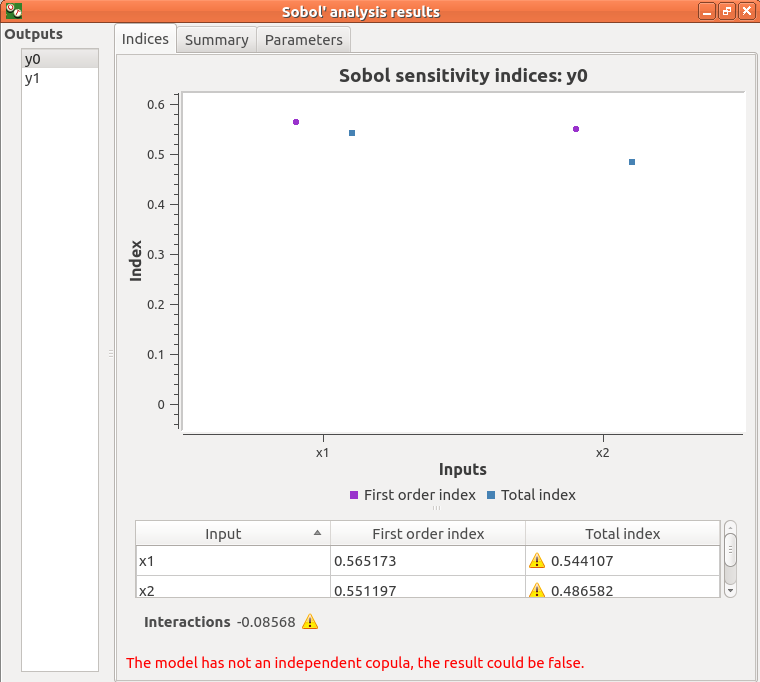 Sobol' analysis results
Outputs
y0
y1
Indices Summary Parameters
Sobol sensitivity indices: y0
0.6
0.5
0.4
0.3
0.2
0.1
0
Index
x1 x2
Inputs
First order index Total index
Input First order index Total index
x1 0.565173 0.544107
x2 0.551197 0.486582
Interactions -0.08568
The model has not an independent copula, the result could be false.